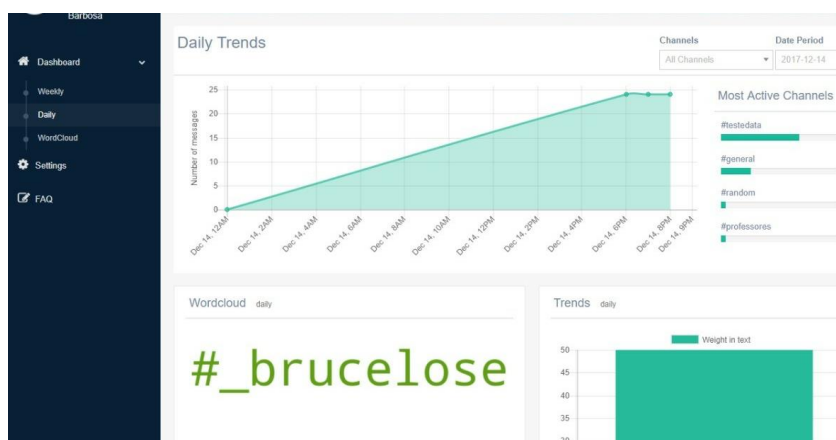 Barbosa
Dashboard
Weekly
Daily
WordCloud
Settings
FAQ
Daily Trends
Channels
Date Period
All Channels
2017-12-14
Number of messages
25
20
15
10
5
0
Dec 14, 12AM
Dec 14, 2AM
Dec 14, 4AM
Dec 14, 6AM
Dec 14, 8AM
Dec 14, 10AM
Dec 14, 12PM
Dec 14, 2PM
Dec 14, 4PM
Dec 14, 6PM
Dec 14, 8PM
Dec 14, 9PM
Most Active Channels
#testedata
#general
#random
#professores
Wordcloud daily
#_brucelose
Trends daily
Weight in text
50
45
40
35
30